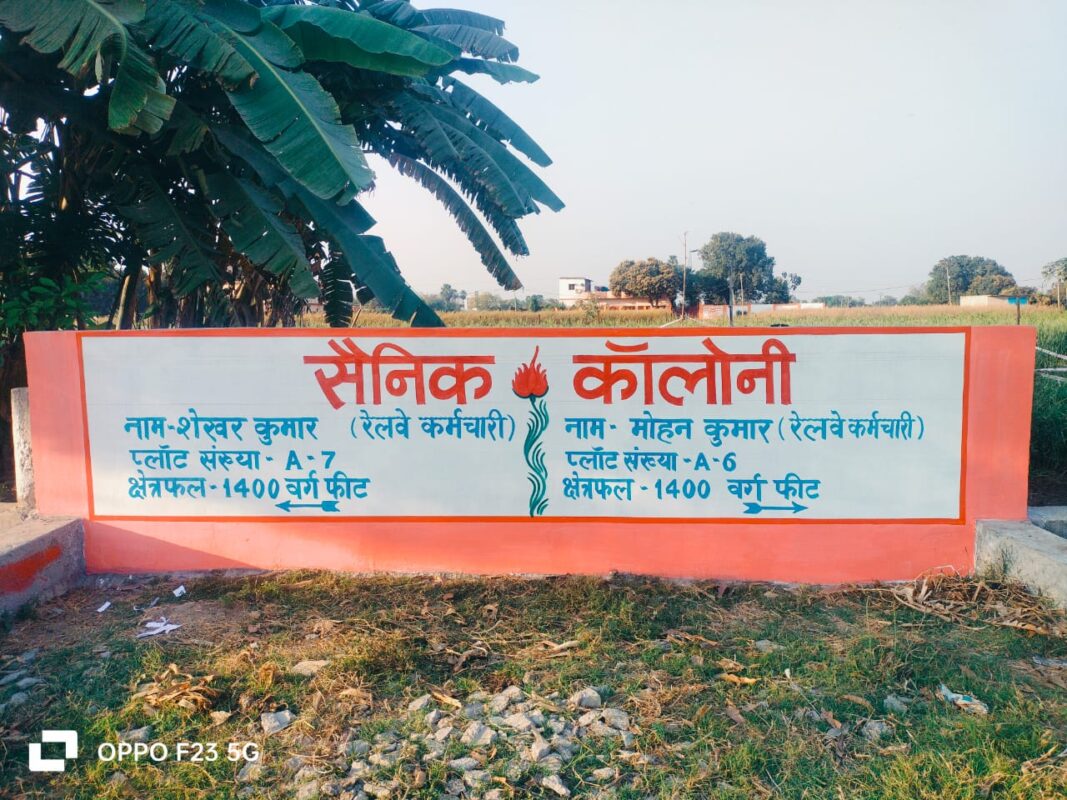 सैनिक कॉलोनी
नाम-शेखर कुमार (रेलवे कर्मचारी)
प्लॉट संख्या - A-7
क्षेत्रफल - 1400 वर्ग फीट
नाम - मोहन कुमार (रेलवे कर्मचारी)
प्लॉट संख्या - A-6
क्षेत्रफल - 1400 वर्ग फीट
OPPO F23 5G